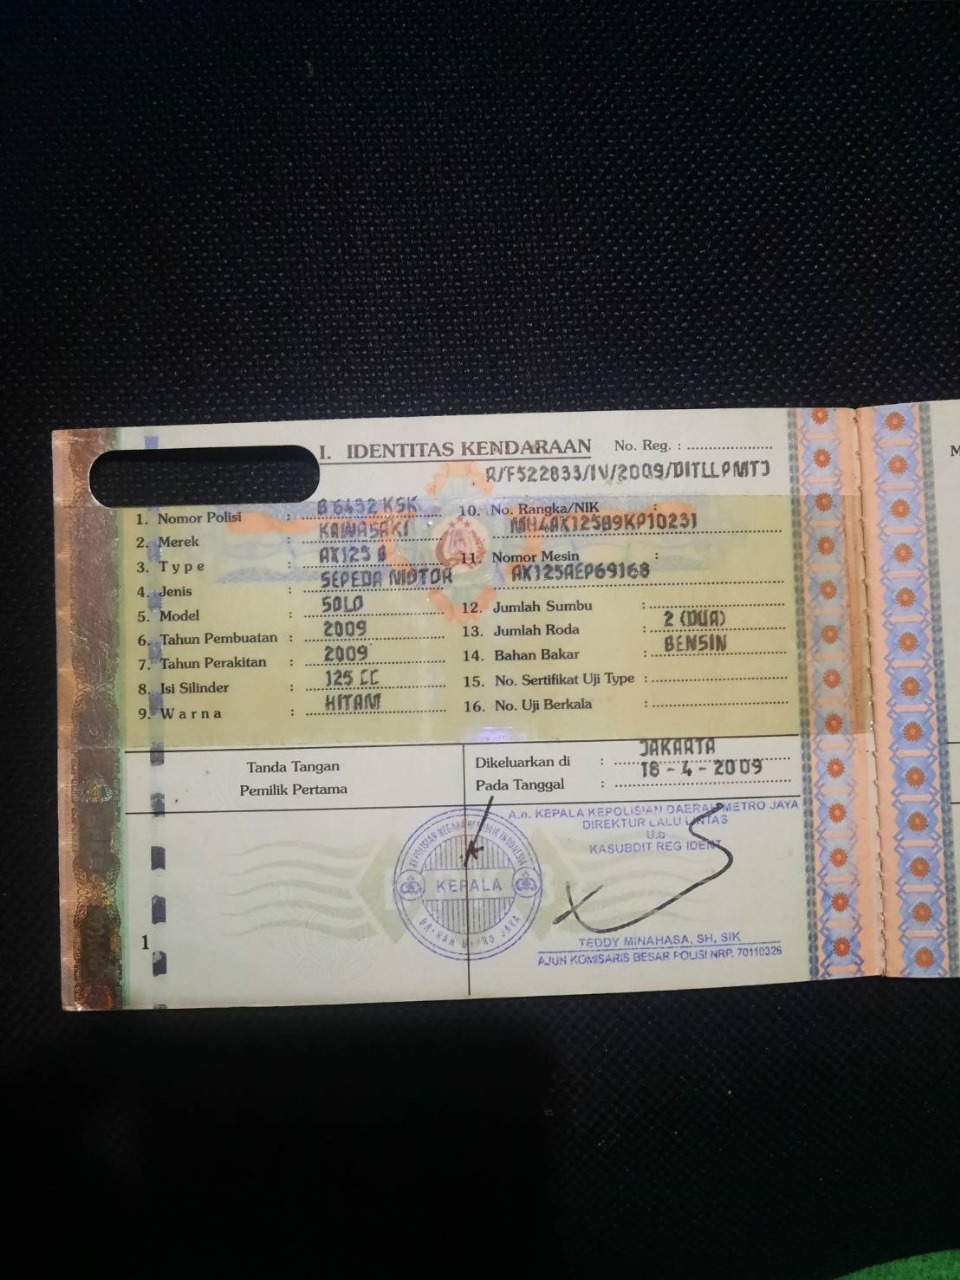 I. IDENTITAS KENDARAAN No. Reg. :
R/F522833/IV/2009/DITLLPMTJ
1. Nomor Polisi : B 6432 KSK
2. Merek : KAWASAKI
3. Type : AX125 B
4. Jenis : SEPEDA MOTOR
5. Model : SOLO
6. Tahun Pembuatan : 2009
7. Tahun Perakitan : 2009
8. Isi Silinder : 125 CC
9. Warna : HITAM
10. No. Rangka/NIK : MH4AX125B9KP10231
11. Nomor Mesin : AX125AEP69168
12. Jumlah Sumbu :
13. Jumlah Roda : 2 (DUA)
14. Bahan Bakar : BENSIN
15. No. Sertifikat Uji Type :
16. No. Uji Berkala :
Tanda Tangan
Pemilik Pertama
Dikeluarkan di : JAKARTA
Pada Tanggal : 18 - 4 - 2009
A.n. KEPALA KEPOLISIAN DAERAH METRO JAYA
DIREKTUR LALU LINTAS
U.b
KASUBDIT REG IDENT
KEPOLISIAN NEGARA REPUBLIK INDONESIA
KEPALA
DAERAH METRO JAYA
TEDDY MINAHASA, SH, SIK
AJUN KOMISARIS BESAR POLISI NRP. 70110326
1
M